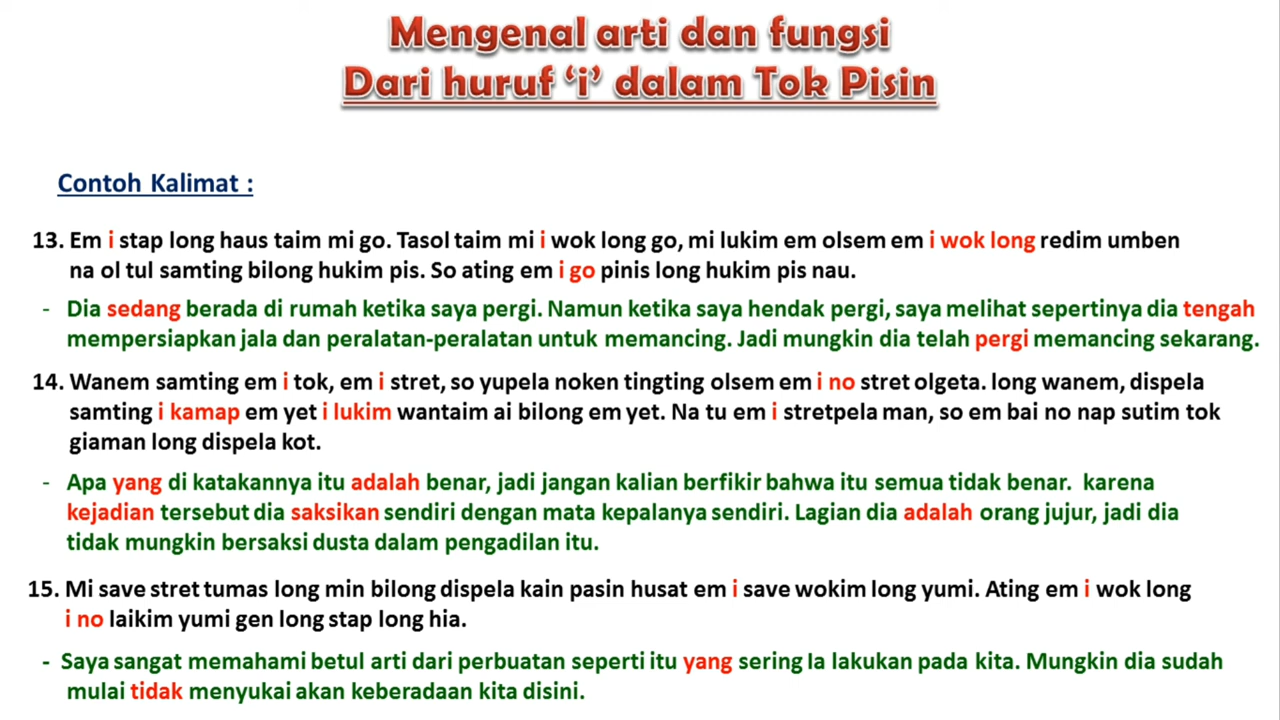 Mengenal arti dan fungsi
Dari huruf ‘i’ dalam Tok Pisin
Contoh Kalimat :
13. Em i stap long haus taim mi go. Tasol taim mi i wok long go, mi lukim em olsem em i wok long redim umben
na ol tul samting bilong hukim pis. So ating em i go pinis long hukim pis nau.
- Dia sedang berada di rumah ketika saya pergi. Namun ketika saya hendak pergi, saya melihat sepertinya dia tengah
mempersiapkan jala dan peralatan-peralatan untuk memancing. Jadi mungkin dia telah pergi memancing sekarang.
14. Wanem samting em i tok, em i stret, so yupela noken tingting olsem em i no stret olgeta. long wanem, dispela
samting i kamap em yet i lukim wantaim ai bilong em yet. Na tu em i stretpela man, so em bai no nap sutim tok
giaman long dispela kot.
- Apa yang di katakannya itu adalah benar, jadi jangan kalian berfikir bahwa itu semua tidak benar. karena
kejadian tersebut dia saksikan sendiri dengan mata kepalanya sendiri. Lagian dia adalah orang jujur, jadi dia
tidak mungkin bersaksi dusta dalam pengadilan itu.
15. Mi save stret tumas long min bilong dispela kain pasin husat em i save wokim long yumi. Ating em i wok long
i no laikim yumi gen long stap long hia.
- Saya sangat memahami betul arti dari perbuatan seperti itu yang sering Ia lakukan pada kita. Mungkin dia sudah
mulai tidak menyukai akan keberadaan kita disini.